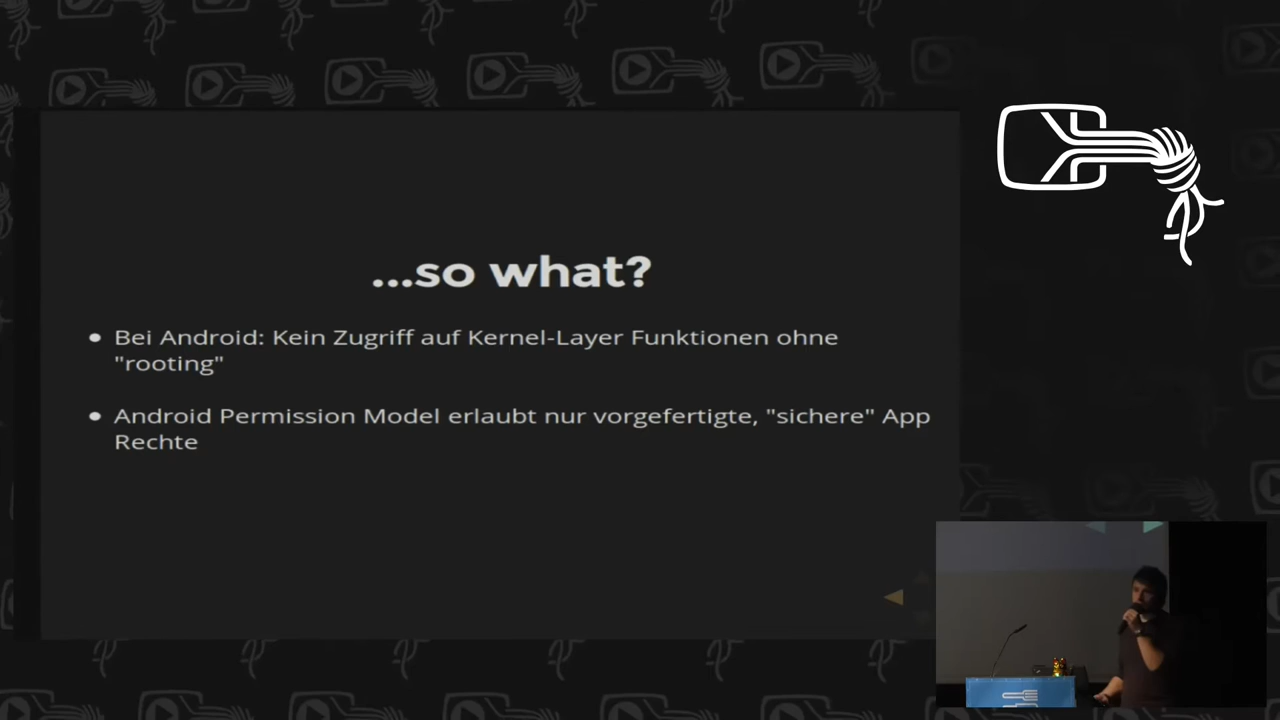 ...so what?
● Bei Android: Kein Zugriff auf Kernel-Layer Funktionen ohne
"rooting"
● Android Permission Model erlaubt nur vorgefertigte, "sichere" App
Rechte